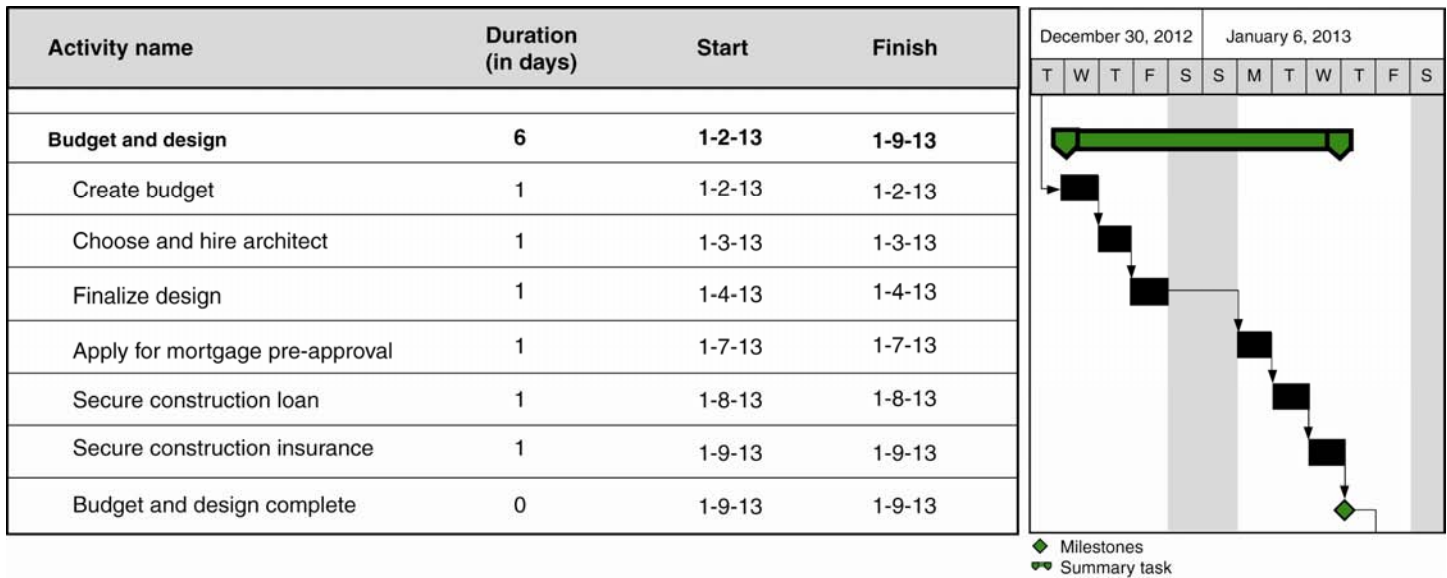 Activity name Duration (in days) Start Finish
December 30, 2012 January 6, 2013
T W T F S S M T W T F S
Budget and design 6 1-2-13 1-9-13
Create budget 1 1-2-13 1-2-13
Choose and hire architect 1 1-3-13 1-3-13
Finalize design 1 1-4-13 1-4-13
Apply for mortgage pre-approval 1 1-7-13 1-7-13
Secure construction loan 1 1-8-13 1-8-13
Secure construction insurance 1 1-9-13 1-9-13
Budget and design complete 0 1-9-13 1-9-13
Milestones
Summary task